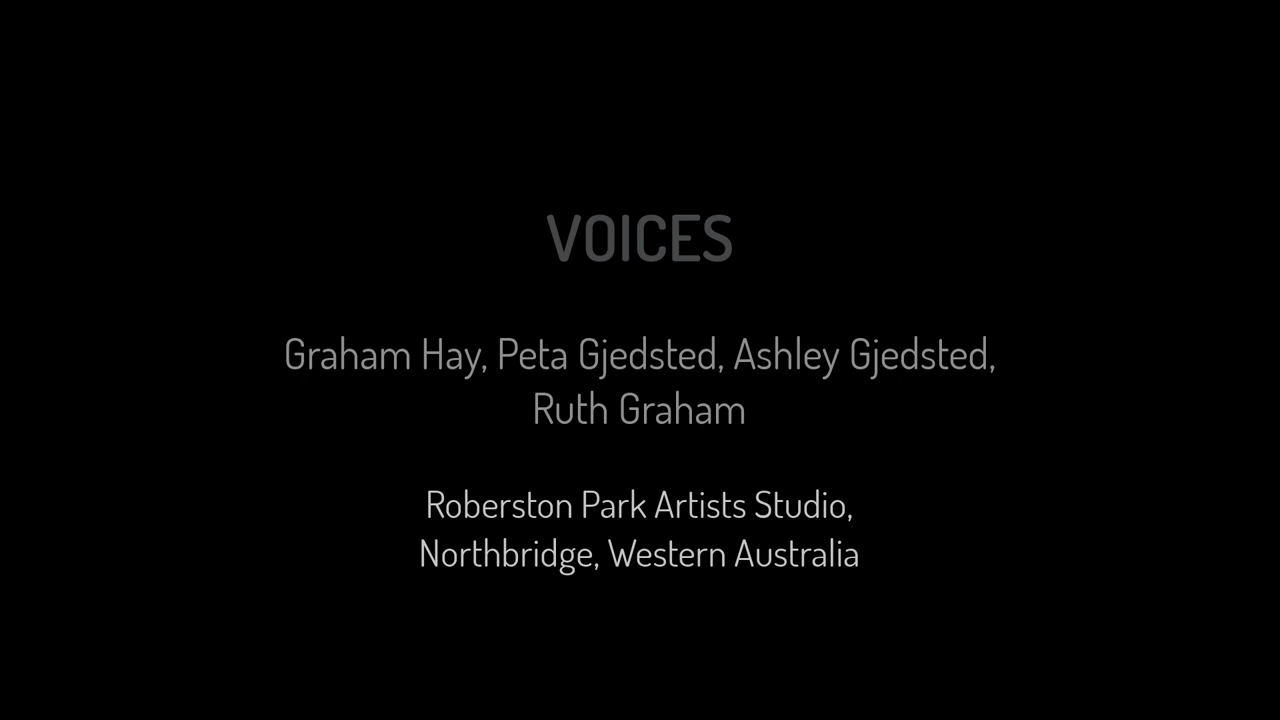 VOICES
Graham Hay, Peta Gjedsted, Ashley Gjedsted,
Ruth Graham
Roberston Park Artists Studio,
Northbridge, Western Australia